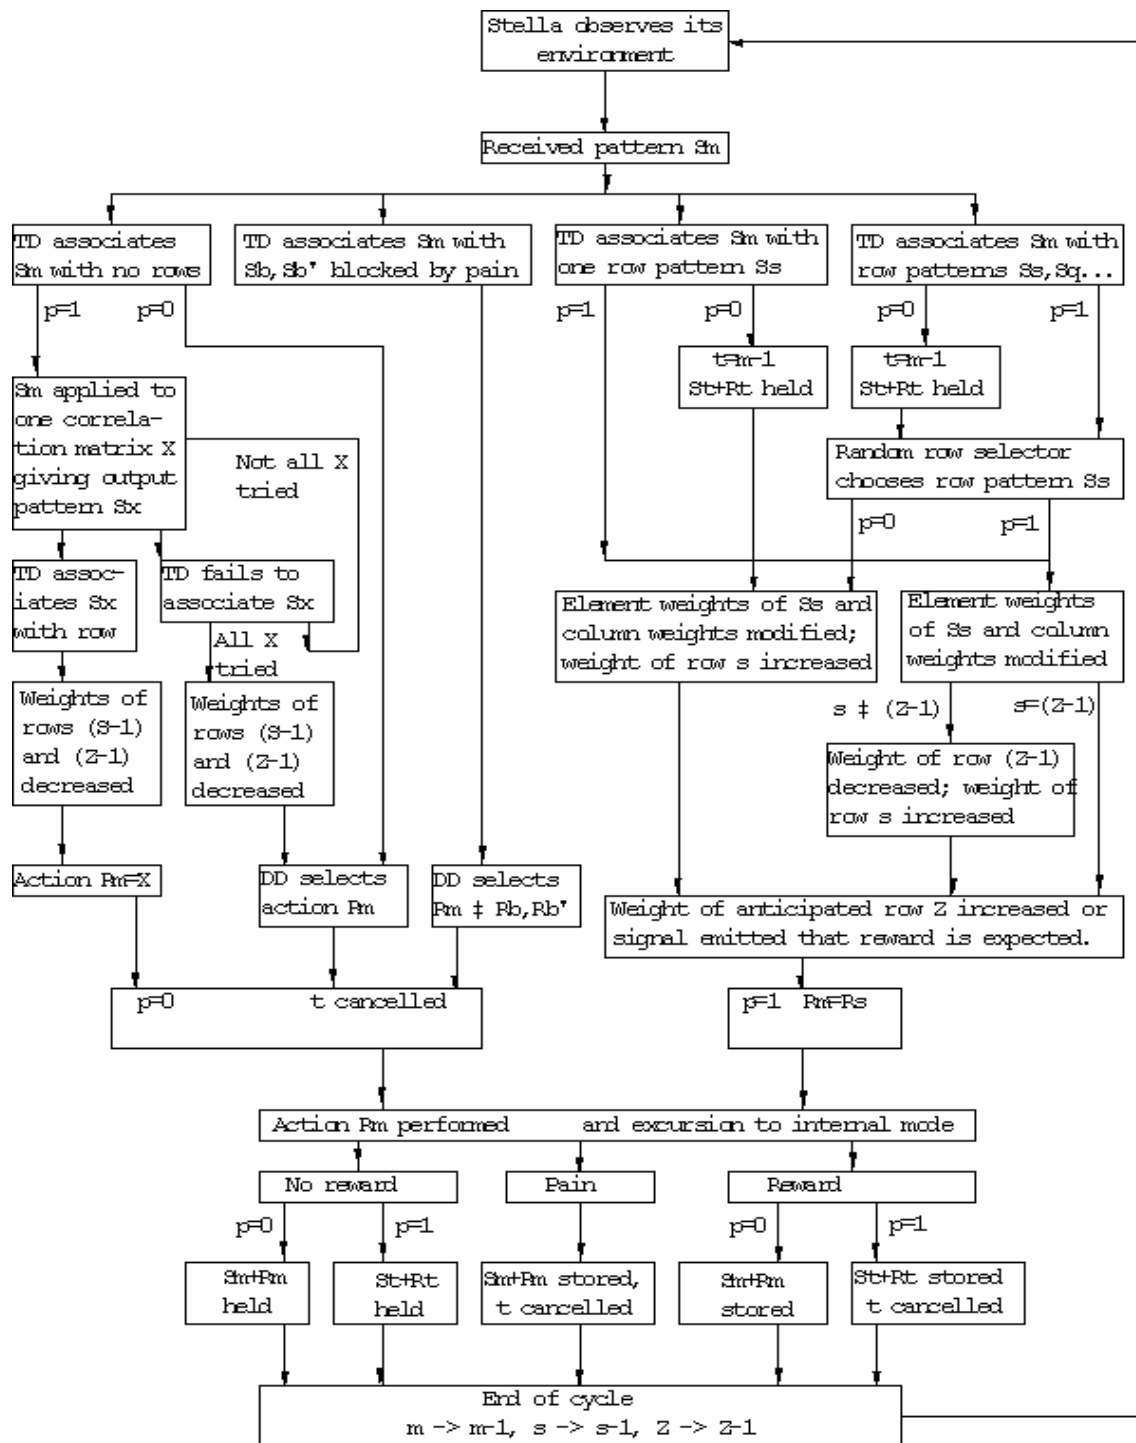 Stella observes its
environment
Received pattern Sm
TD associates
Sm with no rows
TD associates Sm with
Sb, Sb' blocked by pain
TD associates Sm with
one row pattern Ss
TD associates Sm with
row patterns Ss, Sq...
p=1
p=0
p=1
p=0
p=0
p=1
t=m-1
St+Rt held
t=m-1
St+Rt held
Sm applied to
one correla-
tion matrix X
giving output
pattern Sx
Not all X
tried
Random row selector
chooses row pattern Ss
p=0
p=1
TD assoc-
iates Sx
with row
TD fails to
associate Sx
All X
tried
Element weights of Ss and
column weights modified;
weight of row s increased
Element weights
of Ss and column
weights modified
s ‡ (Z-1)
s=(Z-1)
Weights of
rows (S-1)
and (Z-1)
decreased
Weights of
rows (S-1)
and (Z-1)
decreased
Weight of row (Z-1)
decreased; weight of
row s increased
Action Rm=X
DD selects
action Rm
DD selects
Rm ‡ Rb, Rb'
Weight of anticipated row Z increased or
signal emitted that reward is expected.
p=0 t cancelled
p=1 Rm=Rs
Action Rm performed and excursion to internal mode
No reward
Pain
Reward
p=0
p=1
p=0
p=1
Sm+Rm
held
St+Rt
held
Sm+Rm stored,
t cancelled
Sm+Rm
stored
St+Rt stored
t cancelled
End of cycle
m -> m-1, s -> s-1, Z -> Z-1